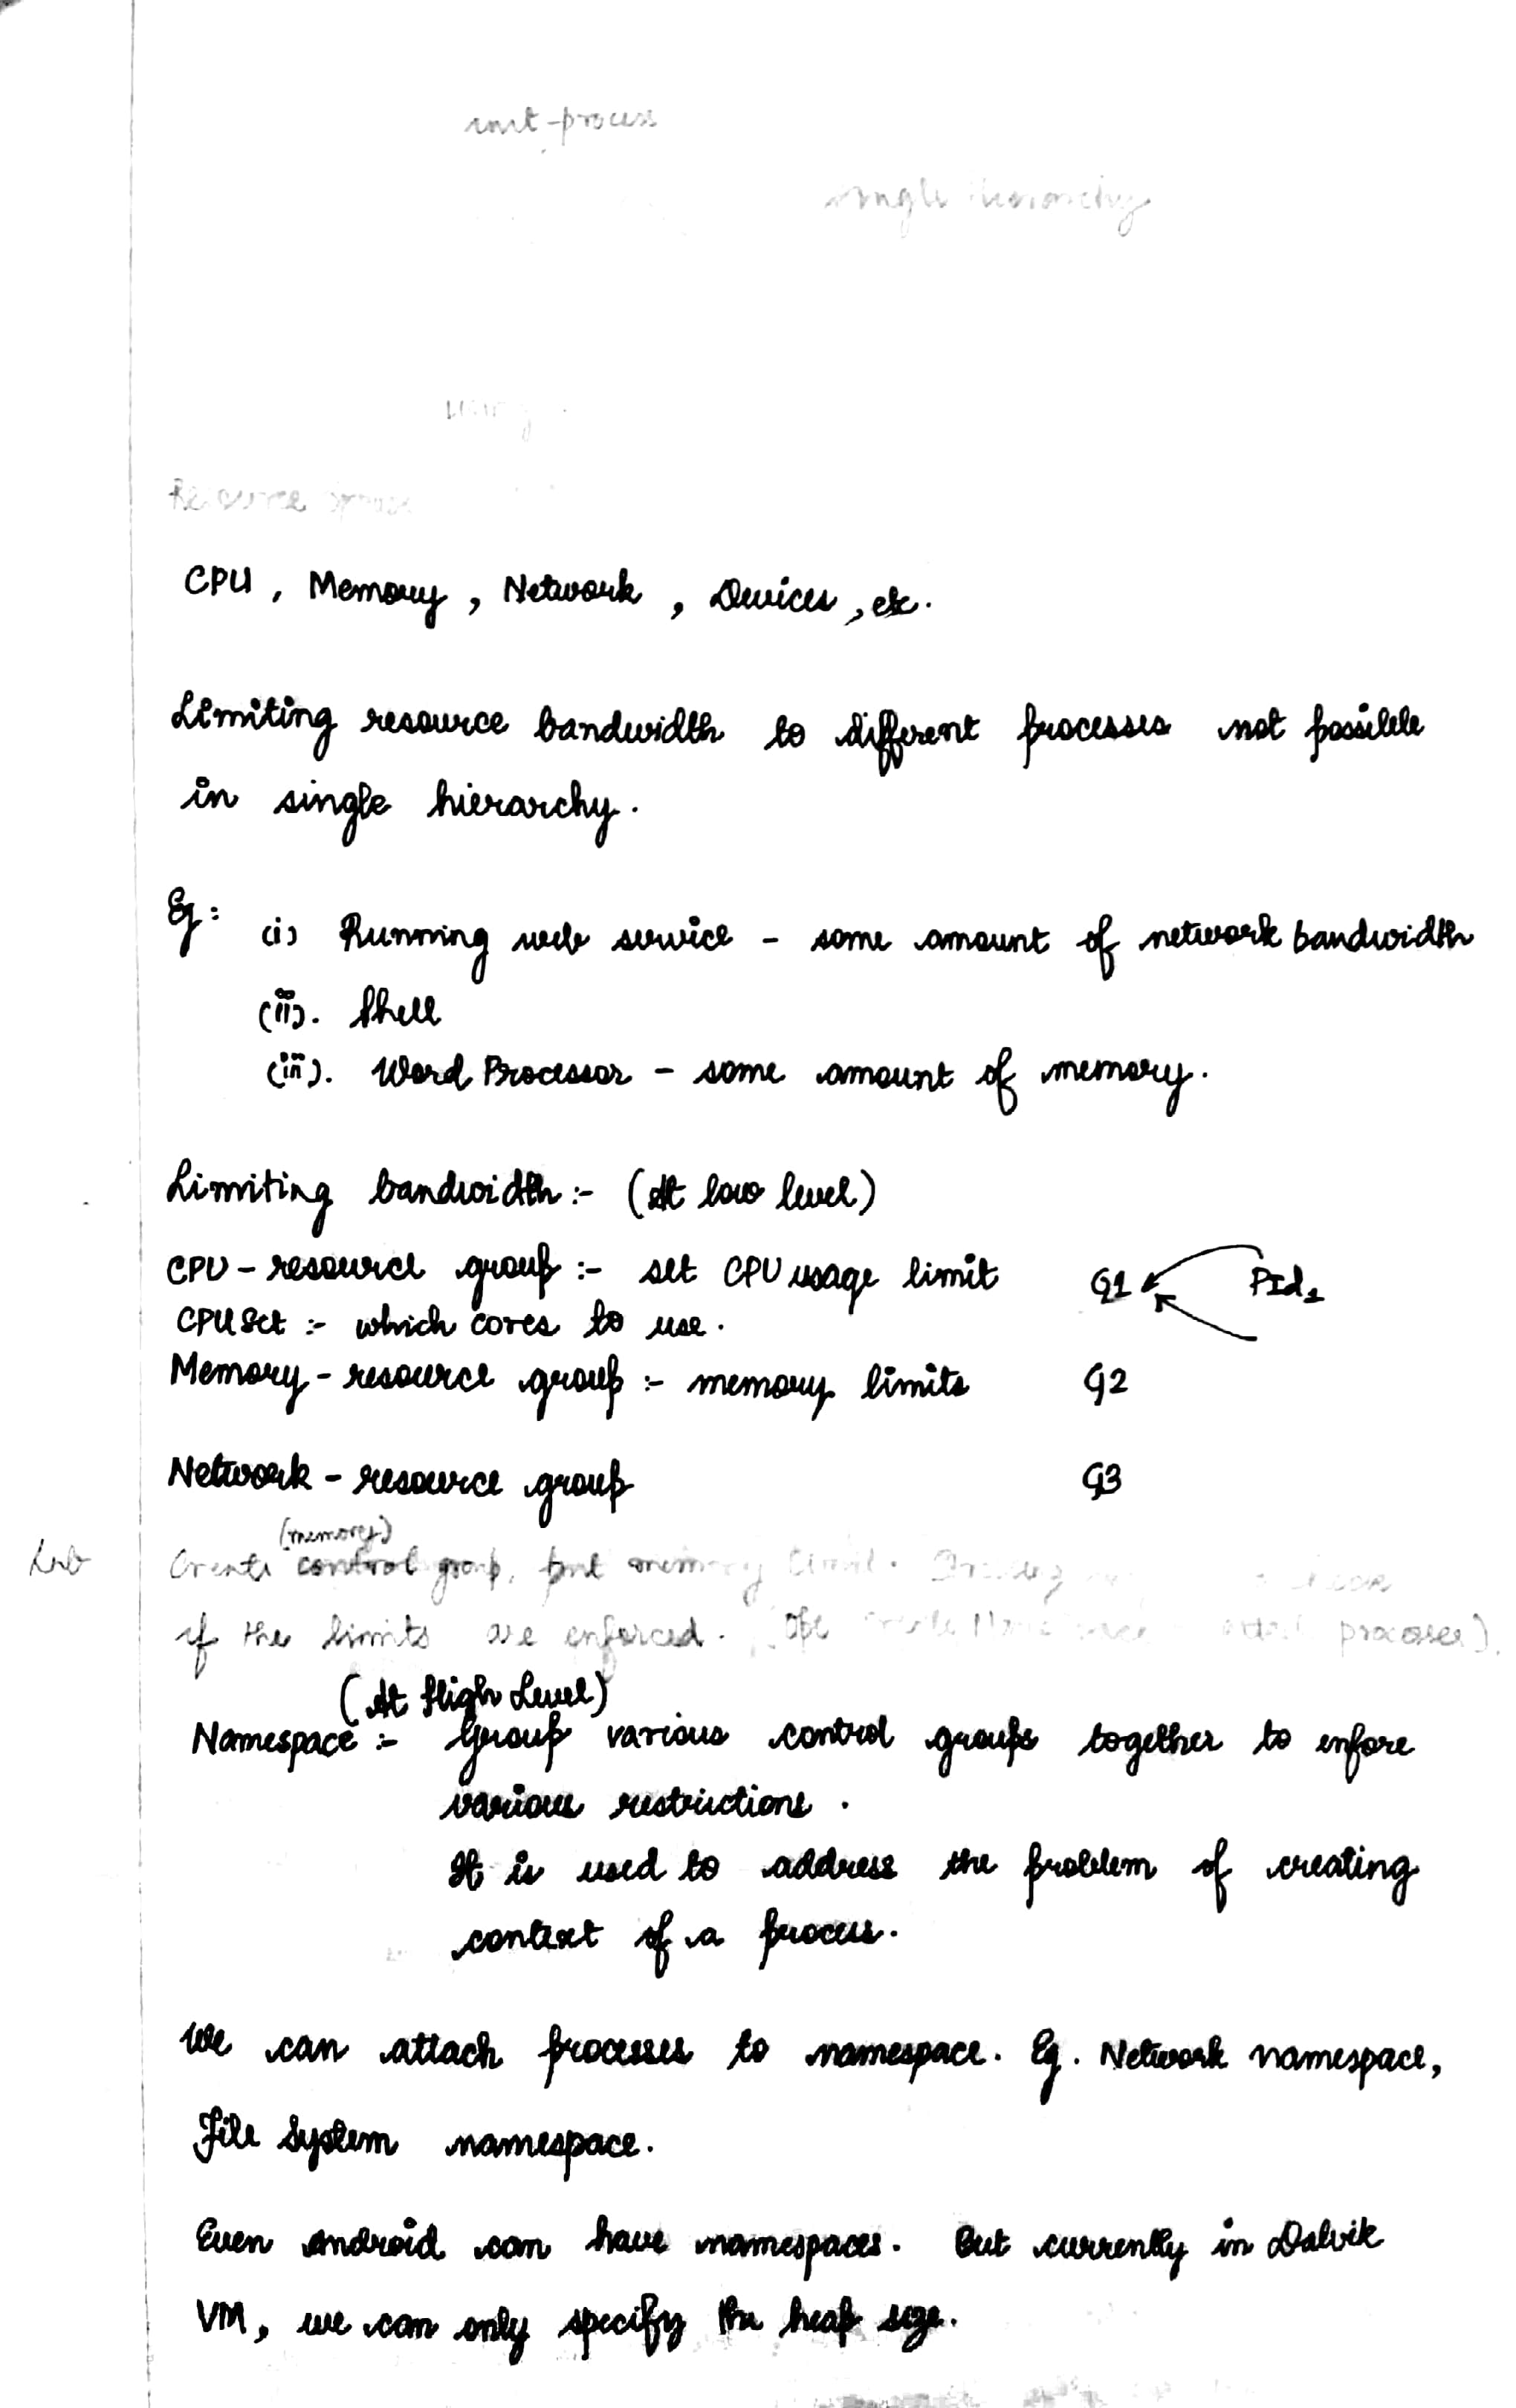 init-process
single hierarchy
using
Resource
CPU, Memory, Network, Devices, etc.
Limiting resource bandwidth to different processes not possible
in single hierarchy.
Eg: (i) Running web service - some amount of network bandwidth
(ii). Shell
(iii). Word Processor - some amount of memory.
Limiting bandwidth :- (At low level)
CPU - resource group :- set CPU usage limit G1 PId1
CPU Set :- which cores to use.
Memory - resource group :- memory limits G2
Network - resource group G3
(memory)
Lab Create control group, put memory limit.
if the limits are enforced. processes).
(At High Level)
Namespace :- Group various control groups together to enfore
various restrictions.
It is used to address the problem of creating
context of a process.
We can attach processes to namespace. Eg. Network namespace,
File System namespace.
Even android can have namespaces. But currently in Dalvik
VM, we can only specify the heap size.